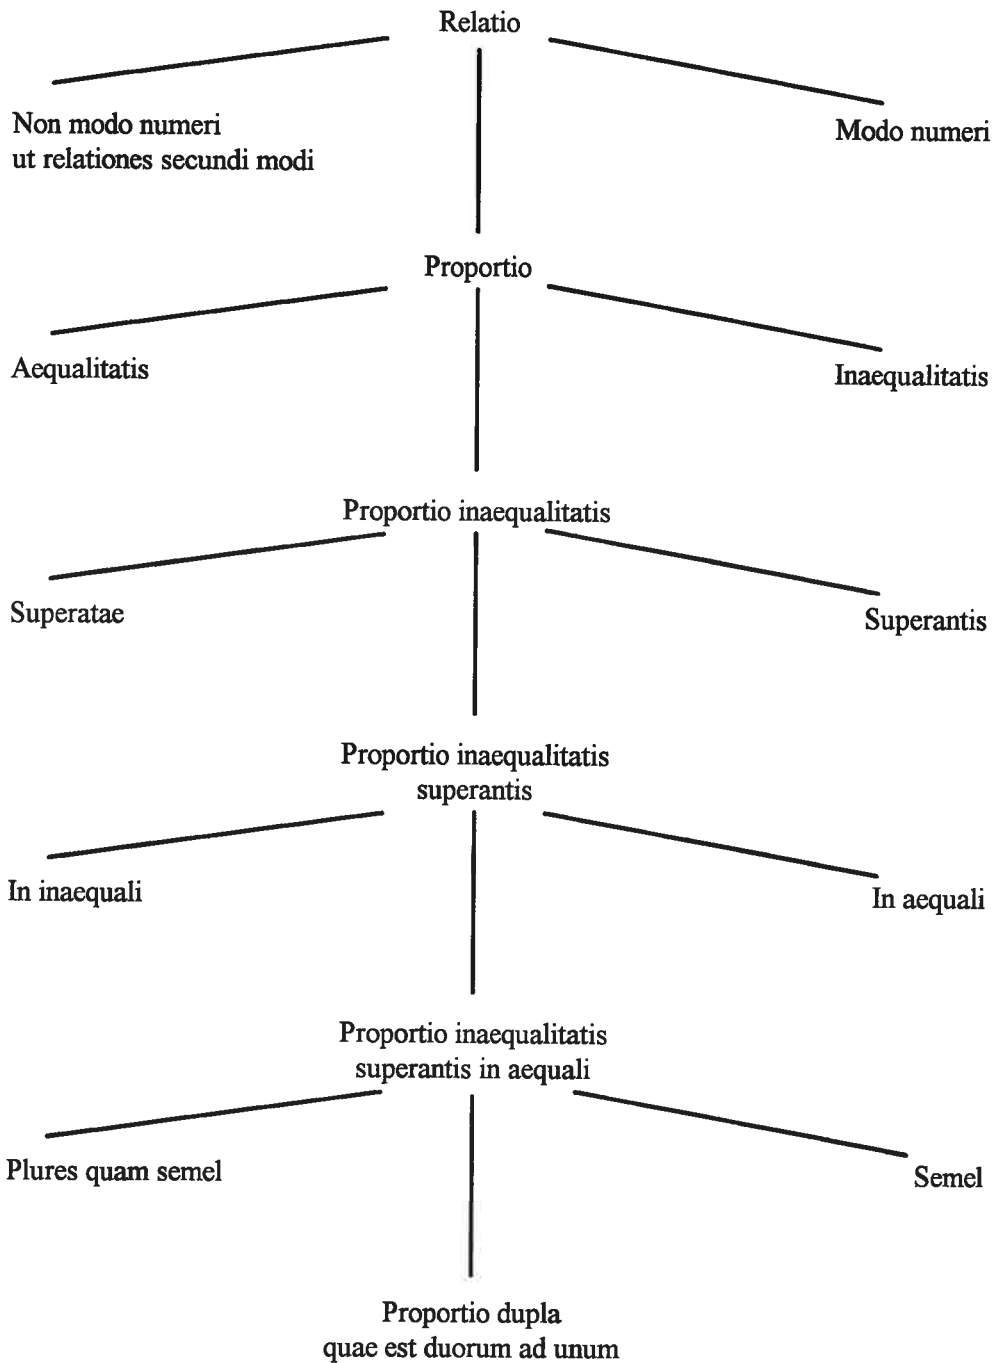 Relatio
Non modo numeri
ut relationes secundi modi
Modo numeri
Proportio
Aequalitatis
Inaequalitatis
Proportio inaequalitatis
Superatae
Superantis
Proportio inaequalitatis
superantis
In inaequali
In aequali
Proportio inaequalitatis
superantis in aequali
Plures quam semel
Semel
Proportio dupla
quae est duorum ad unum